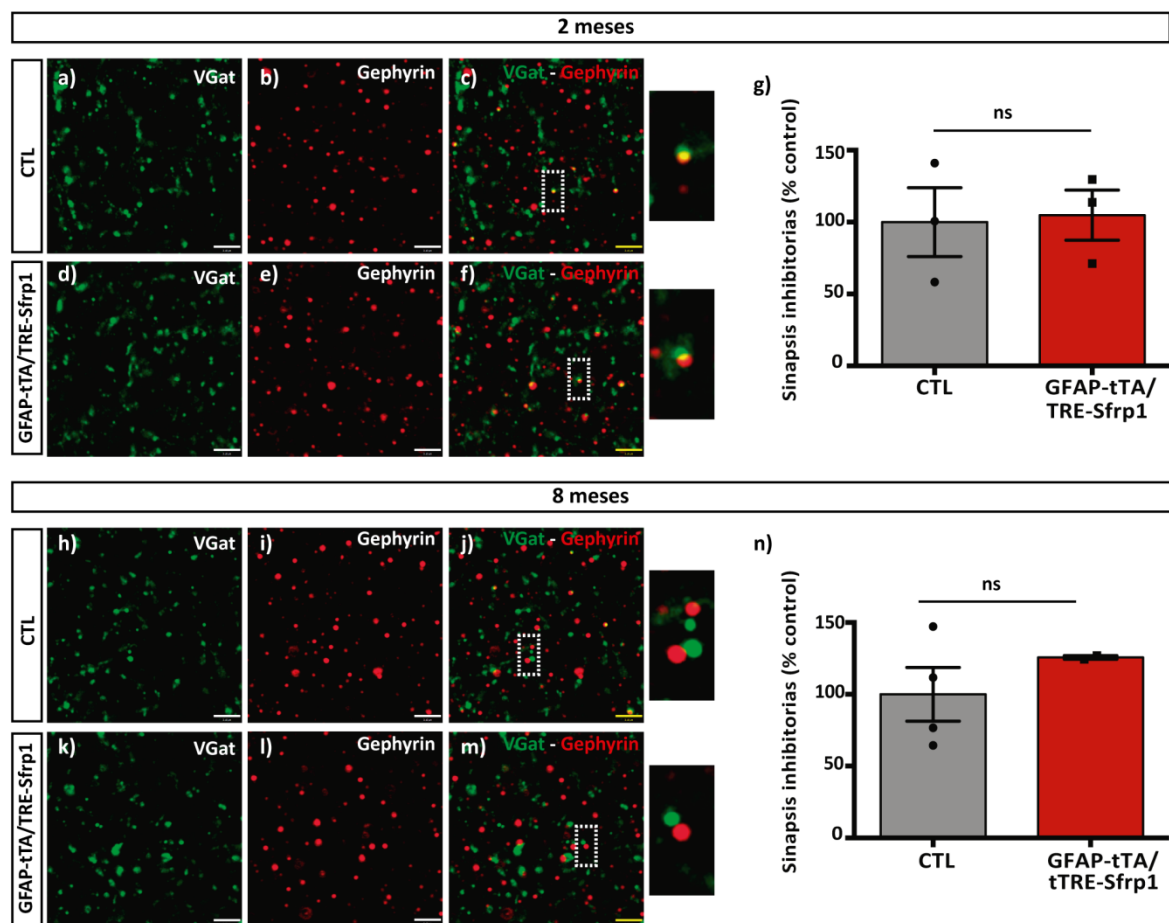 2 meses
CTL
a)
VGat
b)
Gephyrin
c)
VGat - Gephyrin
GFAP-tTA/TRE-Sfrp1
d)
VGat
e)
Gephyrin
f)
VGat - Gephyrin
g)
ns
Sinapsis inhibitorias (% control)
150
100
50
0
CTL
GFAP-tTA/
TRE-Sfrp1
8 meses
CTL
h)
VGat
i)
Gephyrin
j)
VGat - Gephyrin
GFAP-tTA/TRE-Sfrp1
k)
VGat
l)
Gephyrin
m)
VGat - Gephyrin
n)
ns
Sinapsis inhibitorias (% control)
150
100
50
0
CTL
GFAP-tTA/
tTRE-Sfrp1